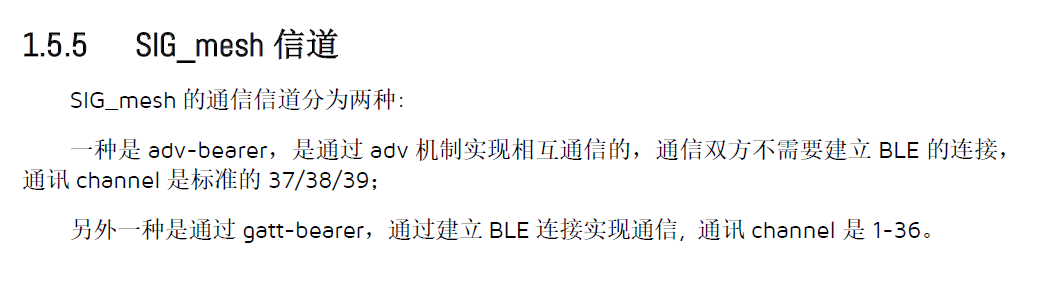 1.5.5 SIG_mesh 信道
SIG_mesh 的通信信道分为两种:
一种是 adv-bearer，是通过 adv 机制实现相互通信的，通信双方不需要建立 BLE 的连接，
通讯 channel 是标准的 37/38/39；
另外一种是通过 gatt-bearer，通过建立 BLE 连接实现通信, 通讯 channel 是 1-36。